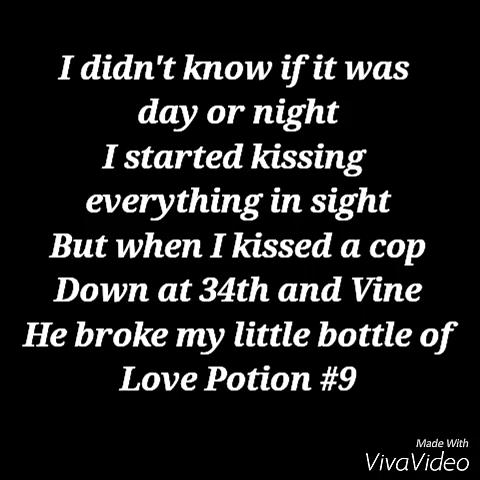 I didn't know if it was
day or night
I started kissing
everything in sight
But when I kissed a cop
Down at 34th and Vine
He broke my little bottle of
Love Potion #9
Made With
VivaVideo